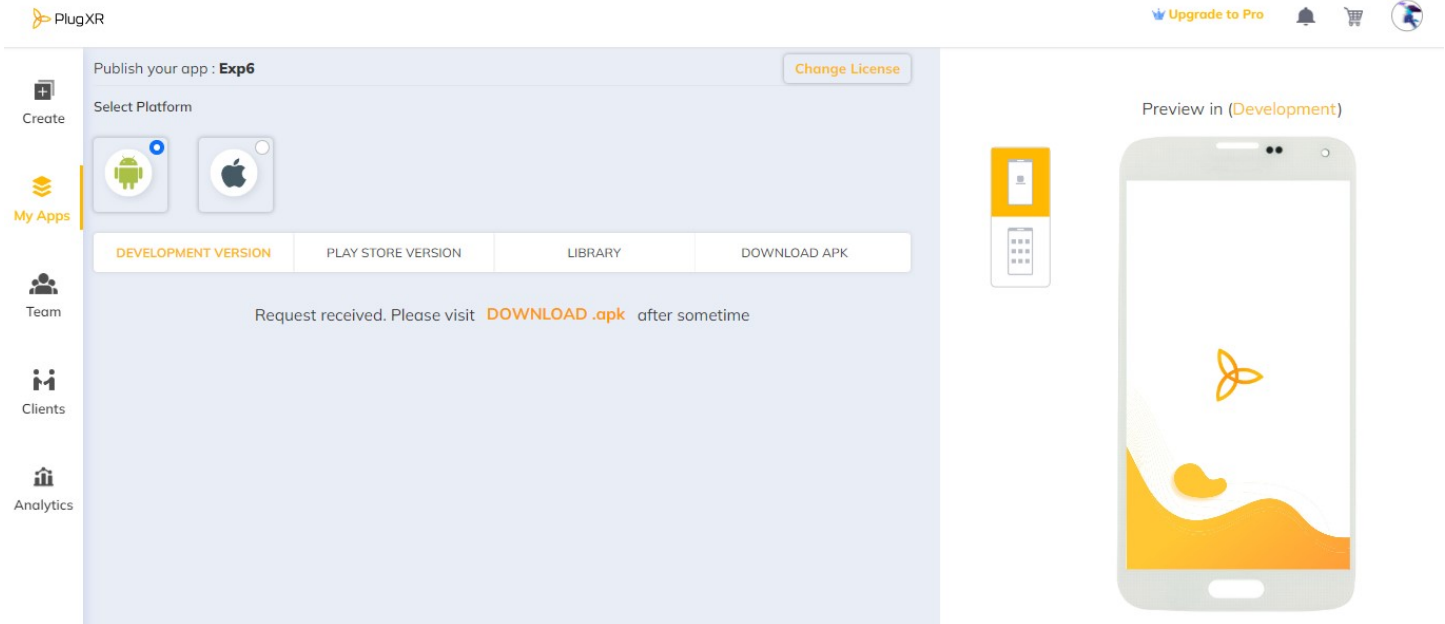 PlugXR
Upgrade to Pro
Create
My Apps
Team
Clients
Analytics
Publish your app : Exp6
Change License
Select Platform
DEVELOPMENT VERSION
PLAY STORE VERSION
LIBRARY
DOWNLOAD APK
Request received. Please visit DOWNLOAD .apk after sometime
Preview in (Development)